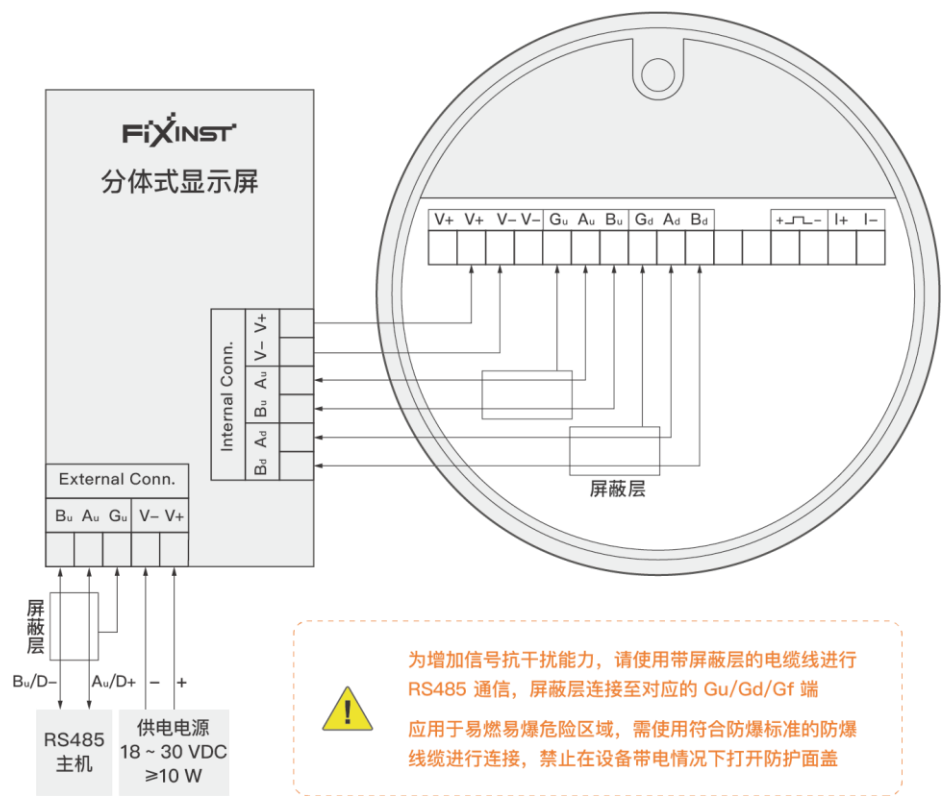 FiXINST
分体式显示屏
V+ V+ V− V− Gu Au Bu Gd Ad Bd + − I+ I−
Internal Conn.
V+
V−
Au
Bu
Ad
Bd
屏蔽层
External Conn.
Bu Au Gu V− V+
屏蔽层
Bu/D− Au/D+ − +
RS485
主机
供电电源
18 ~ 30 VDC
≥10 W
!
为增加信号抗干扰能力，请使用带屏蔽层的电缆线进行
RS485 通信，屏蔽层连接至对应的 Gu/Gd/Gf 端
应用于易燃易爆危险区域，需使用符合防爆标准的防爆
线缆进行连接，禁止在设备带电情况下打开防护面盖